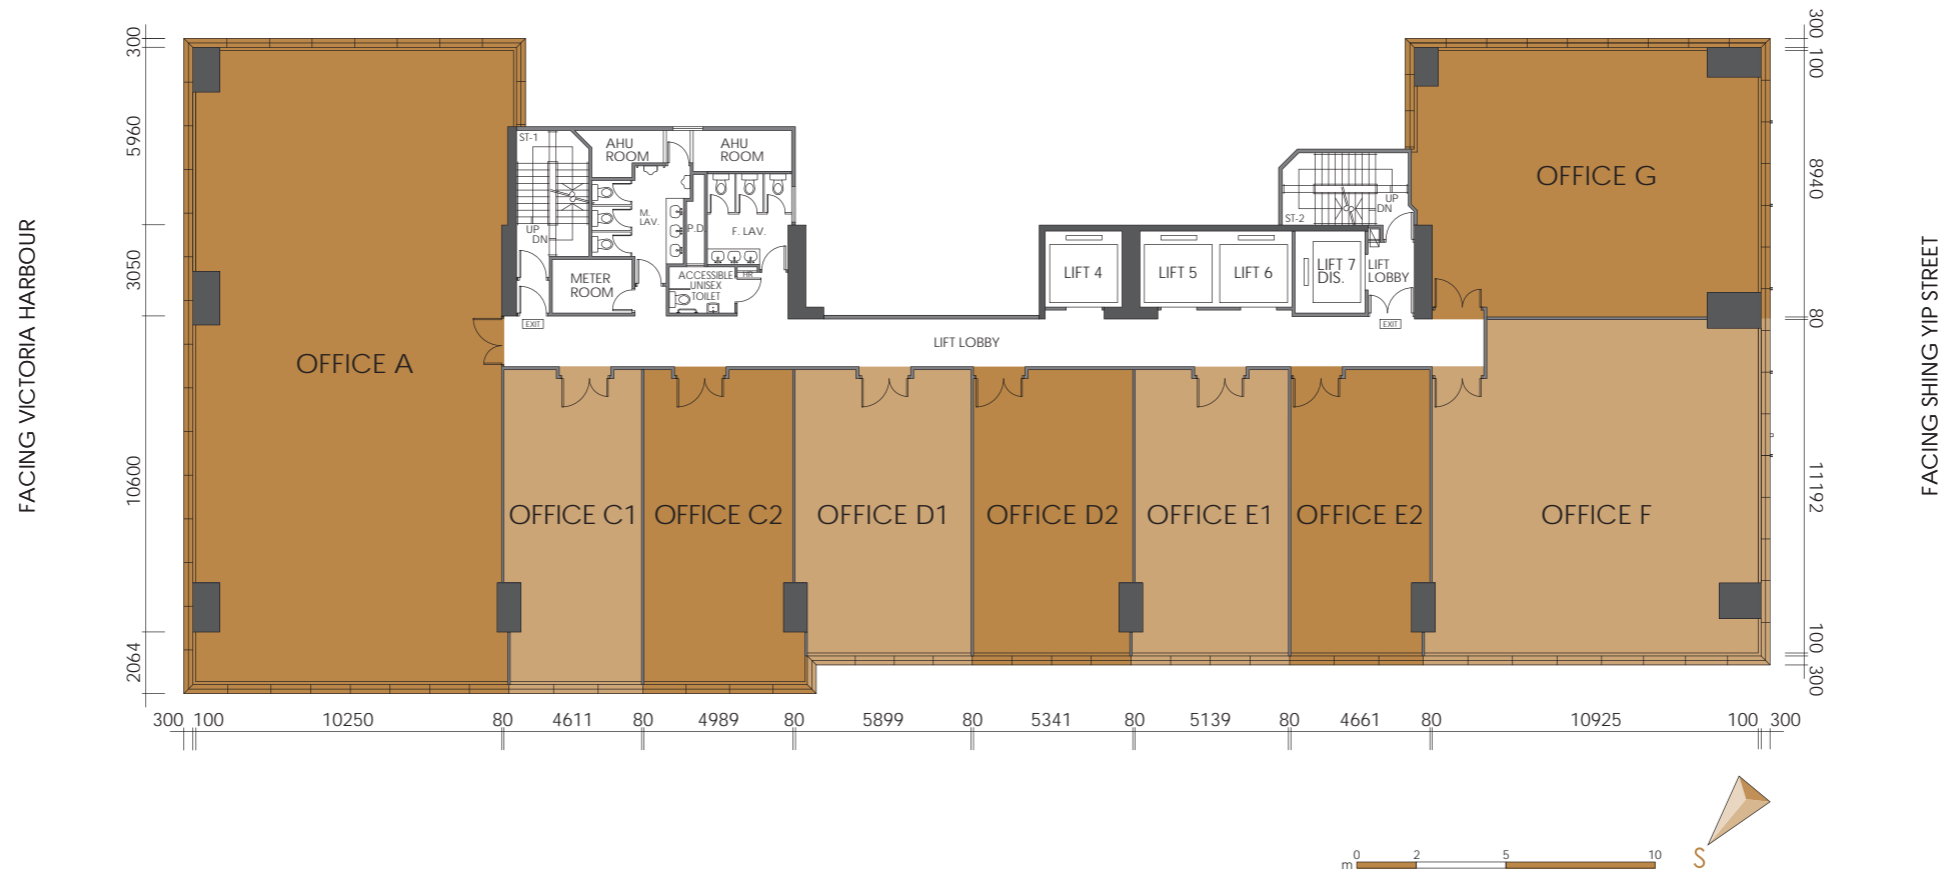 FACING VICTORIA HARBOUR
300
5960
3050
10600
2064
ST-1
UP
DN
AHU
ROOM
AHU
ROOM
M.
LAV.
P.D.
F. LAV.
METER
ROOM
ACCESSIBLE
UNISEX
TOILET
HR
EXIT
LIFT 4
LIFT 5
LIFT 6
LIFT 7
DIS.
LIFT
LOBBY
ST-2
UP
DN
EXIT
LIFT LOBBY
OFFICE A
OFFICE C1
OFFICE C2
OFFICE D1
OFFICE D2
OFFICE E1
OFFICE E2
OFFICE F
OFFICE G
300
100
8940
80
11192
100
300
FACING SHING YIP STREET
300 100 10250 80 4611 80 4989 80 5899 80 5341 80 5139 80 4661 80 10925 100 300
S
m 0 2 5 10